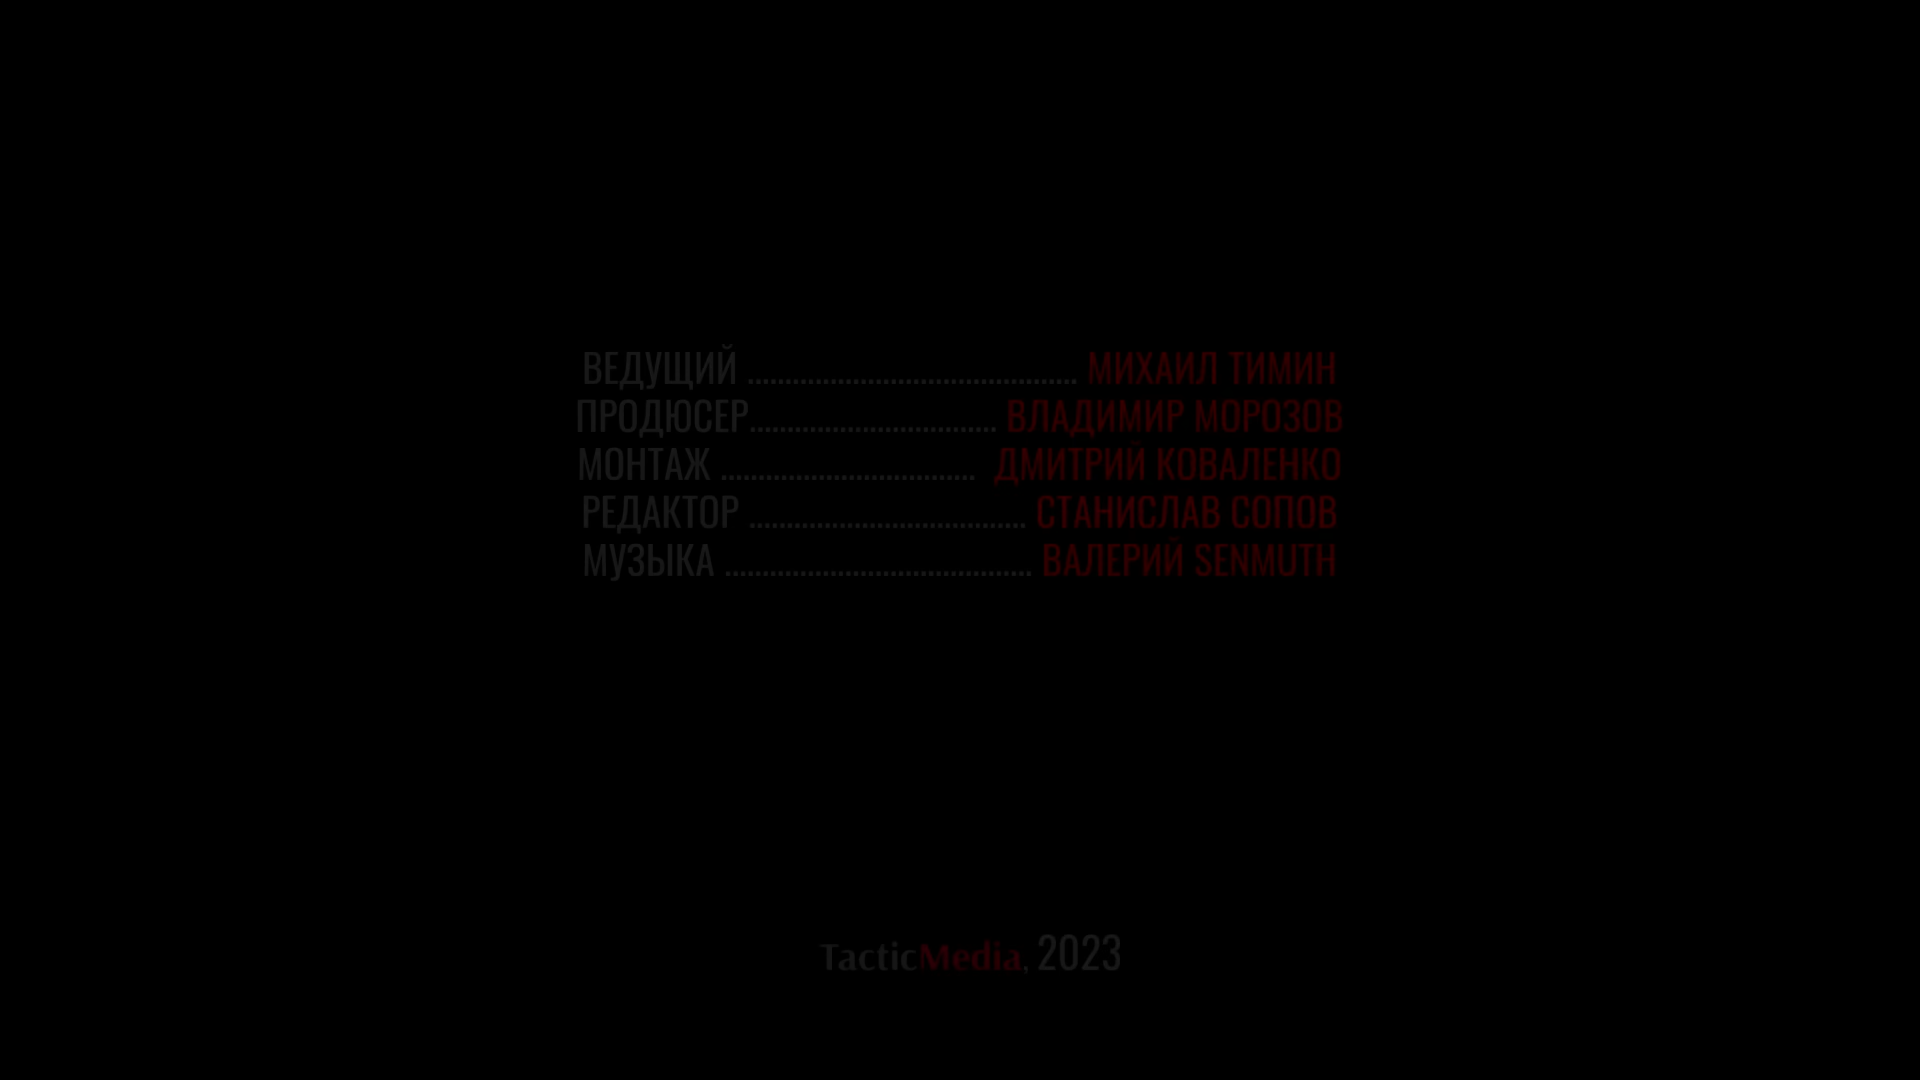 ВЕДУЩИЙ ............................................ МИХАИЛ ТИМИН
ПРОДЮСЕР................................. ВЛАДИМИР МОРОЗОВ
МОНТАЖ .................................. ДМИТРИЙ КОВАЛЕНКО
РЕДАКТОР ..................................... СТАНИСЛАВ СОПОВ
МУЗЫКА ......................................... ВАЛЕРИЙ SENMUTH
TacticMedia, 2023